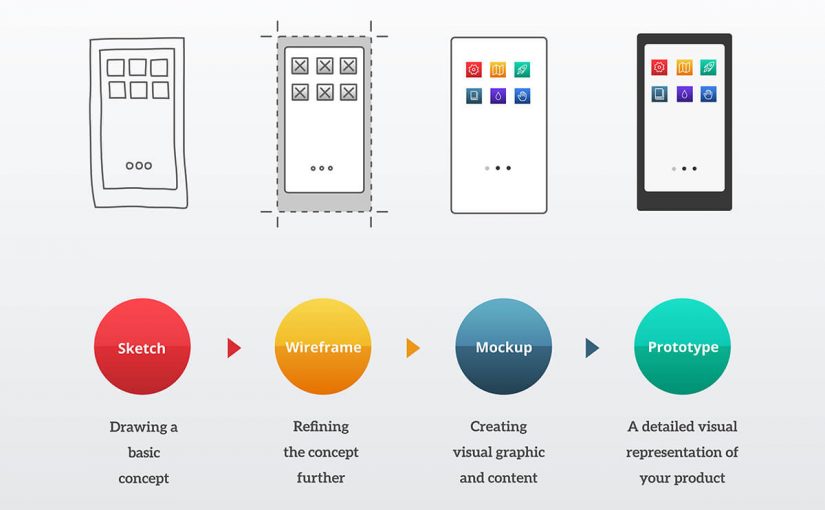 Sketch
Wireframe
Mockup
Prototype
Drawing a
basic
concept
Refining
the concept
further
Creating
visual graphic
and content
A detailed visual
representation of
your product